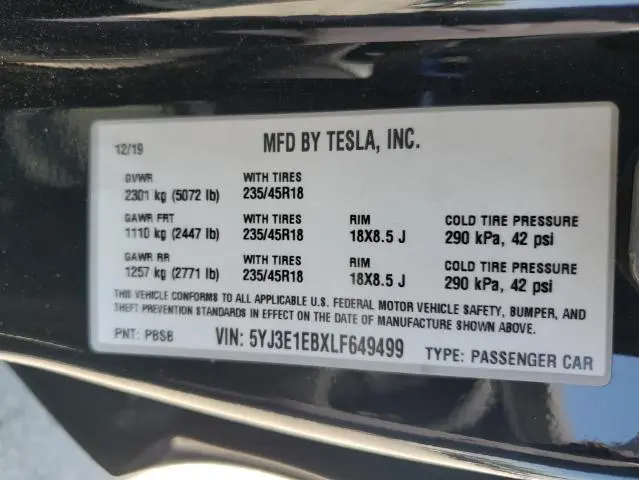 12/19 MFD BY TESLA, INC.
GVWR WITH TIRES
2301 kg (5072 lb) 235/45R18
GAWR FRT WITH TIRES RIM COLD TIRE PRESSURE
1110 kg (2447 lb) 235/45R18 18X8.5 J 290 kPa, 42 psi
GAWR RR WITH TIRES RIM COLD TIRE PRESSURE
1257 kg (2771 lb) 235/45R18 18X8.5 J 290 kPa, 42 psi
THIS VEHICLE CONFORMS TO ALL APPLICABLE U.S. FEDERAL MOTOR VEHICLE SAFETY, BUMPER, AND
THEFT PREVENTION STANDARDS IN EFFECT ON THE DATE OF MANUFACTURE SHOWN ABOVE.
PNT: PBSB VIN: 5YJ3E1EBXLF649499 TYPE: PASSENGER CAR